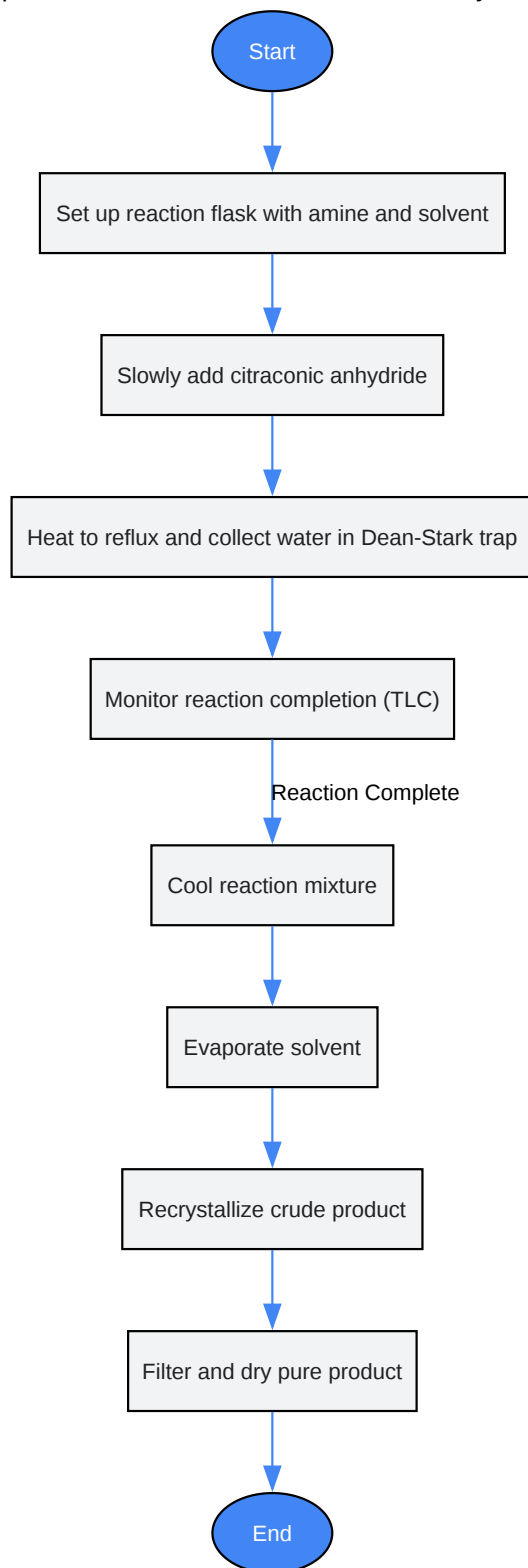 Start
Set up reaction flask with amine and solvent
Slowly add citraconic anhydride
Heat to reflux and collect water in Dean-Stark trap
Monitor reaction completion (TLC)
Reaction Complete
Cool reaction mixture
Evaporate solvent
Recrystallize crude product
Filter and dry pure product
End